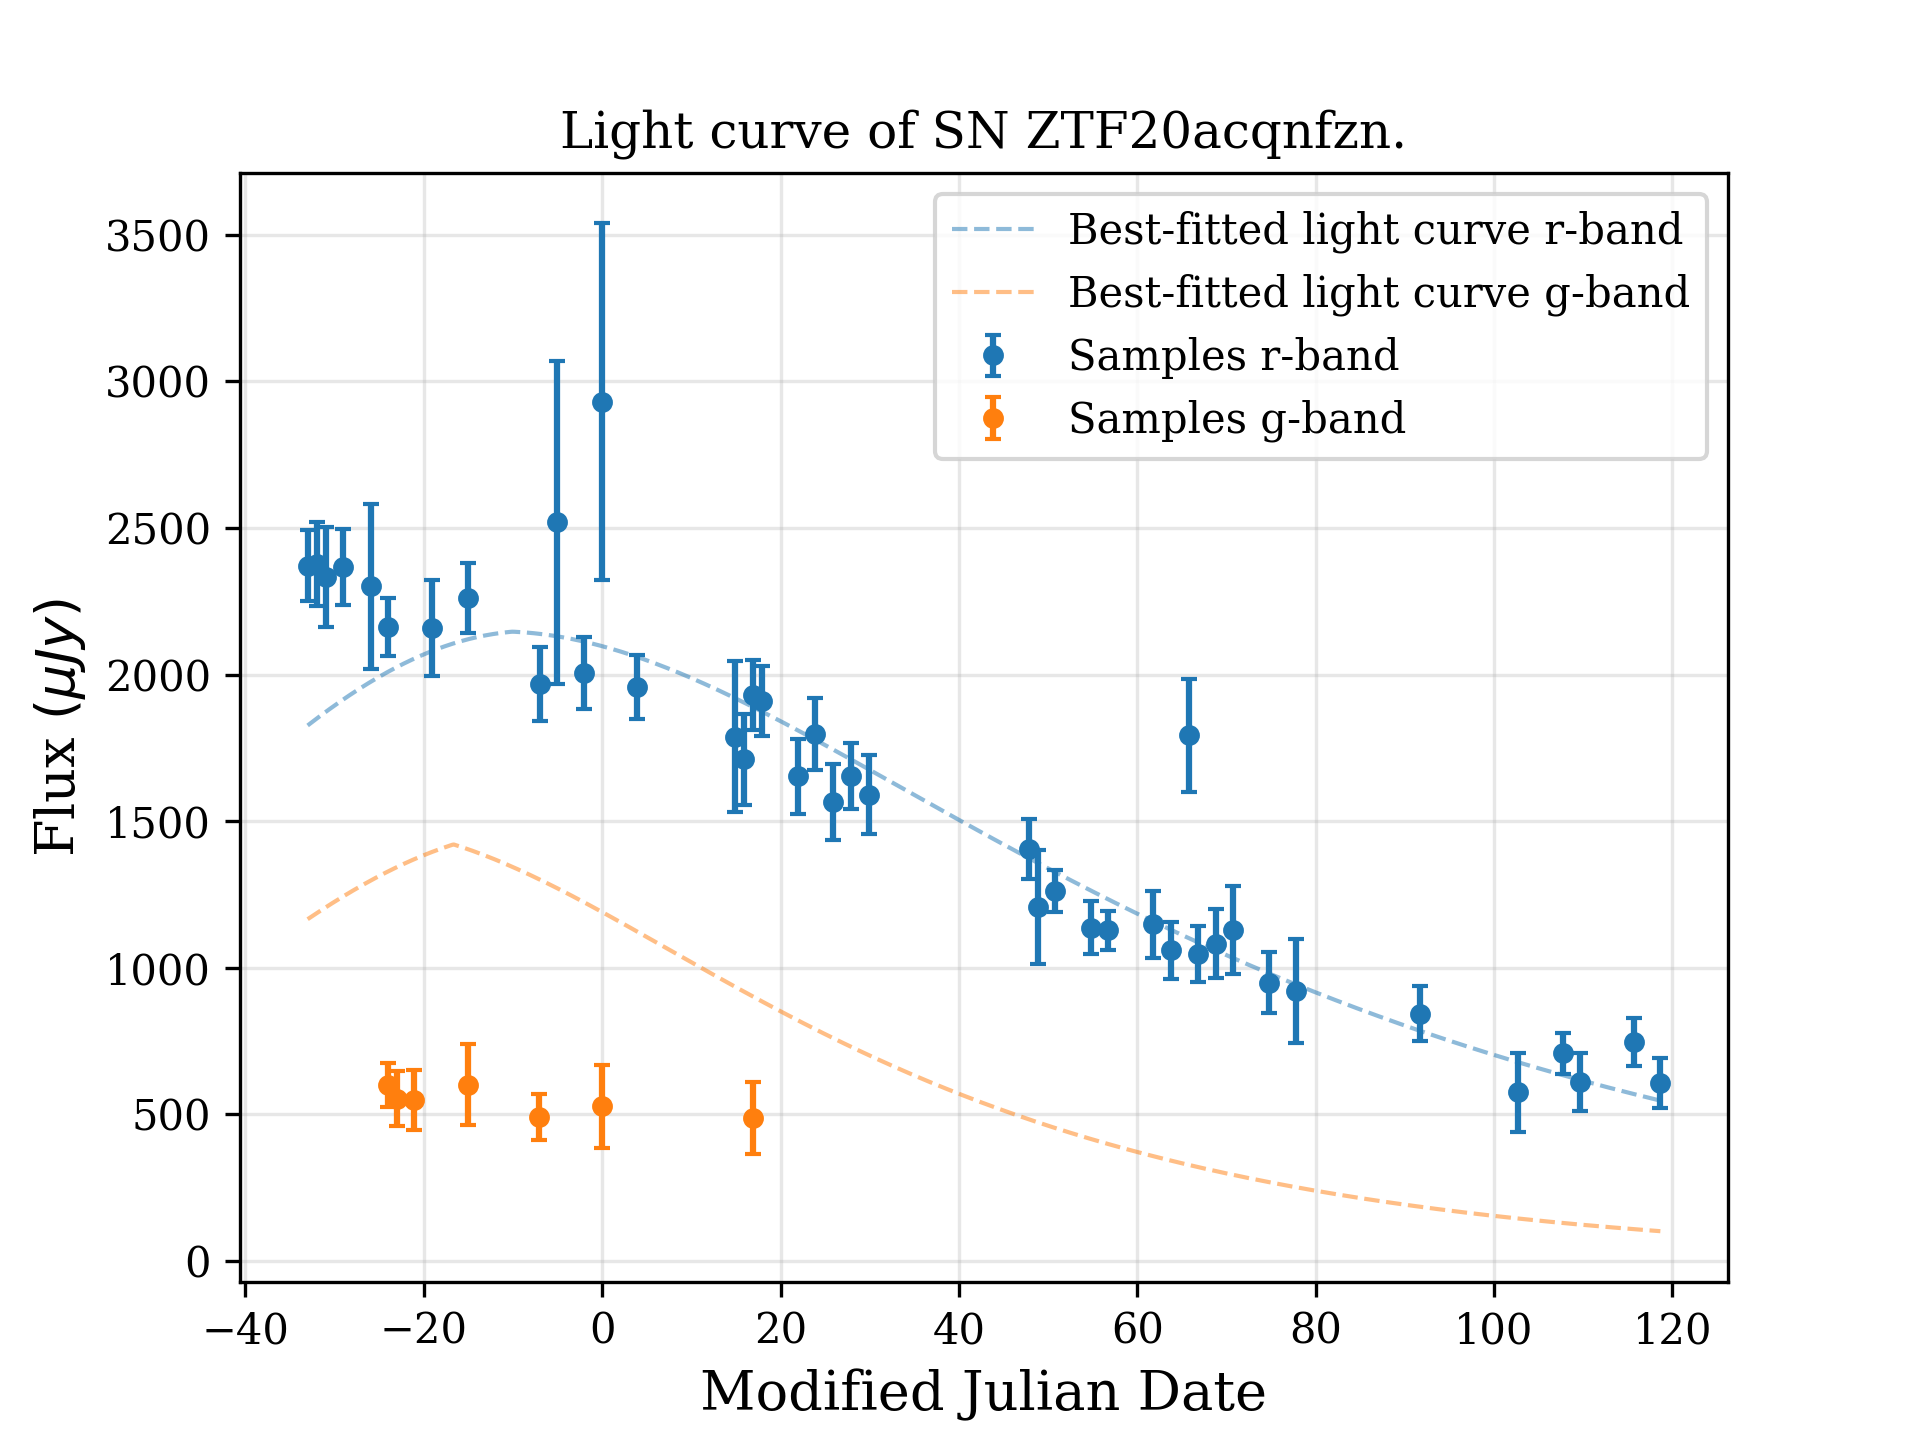 Light curve of SN ZTF20acqnfzn.
Best-fitted light curve r-band
Best-fitted light curve g-band
Samples r-band
Samples g-band
3500
3000
2500
2000
1500
1000
500
0
Flux (μJy)
−40 −20 0 20 40 60 80 100 120
Modified Julian Date